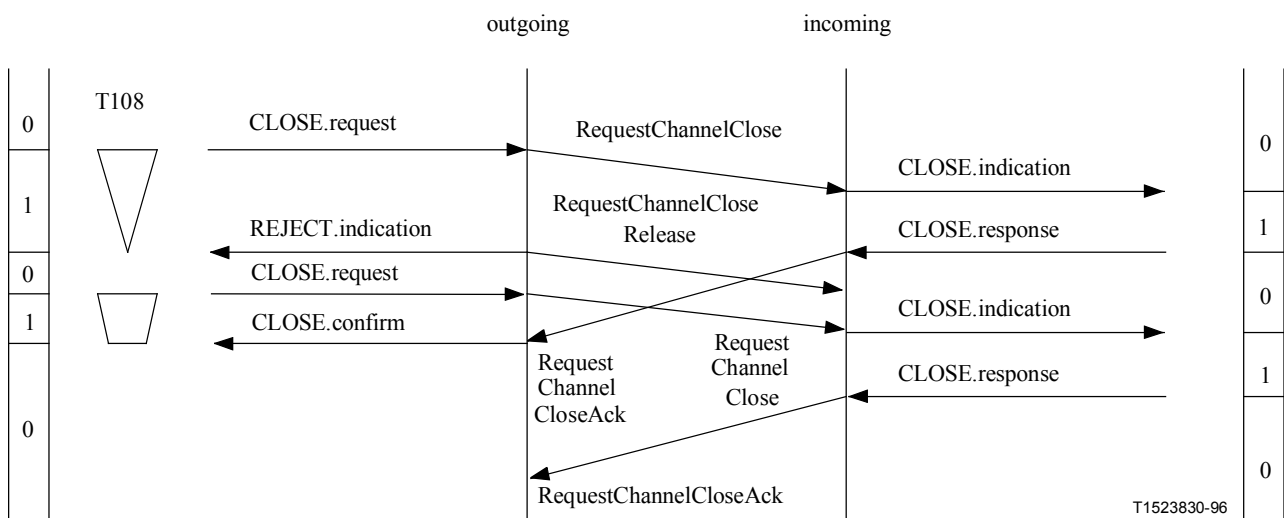 outgoing
incoming
T108
0
CLOSE.request
RequestChannelClose
0
CLOSE.indication
1
RequestChannelClose
Release
REJECT.indication
CLOSE.response
1
0
CLOSE.request
0
CLOSE.indication
1
CLOSE.confirm
Request
Channel
CloseAck
Request
Channel
Close
CLOSE.response
1
0
0
RequestChannelCloseAck
T1523830-96